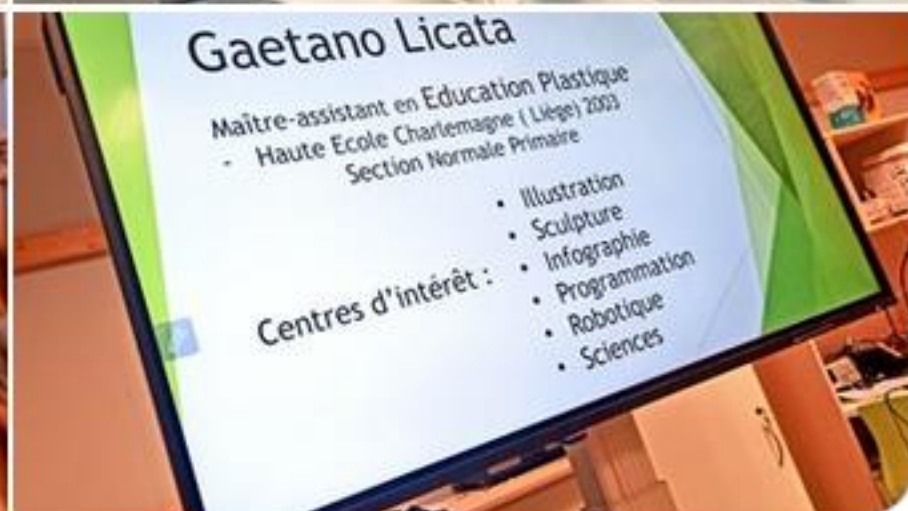 Gaetano Licata
Maître-assistant en Education Plastique
- Haute Ecole Charlemagne ( Liège) 2003
Section Normale Primaire
Centres d'intérêt :
• Illustration
• Sculpture
• Infographie
• Programmation
• Robotique
• Sciences